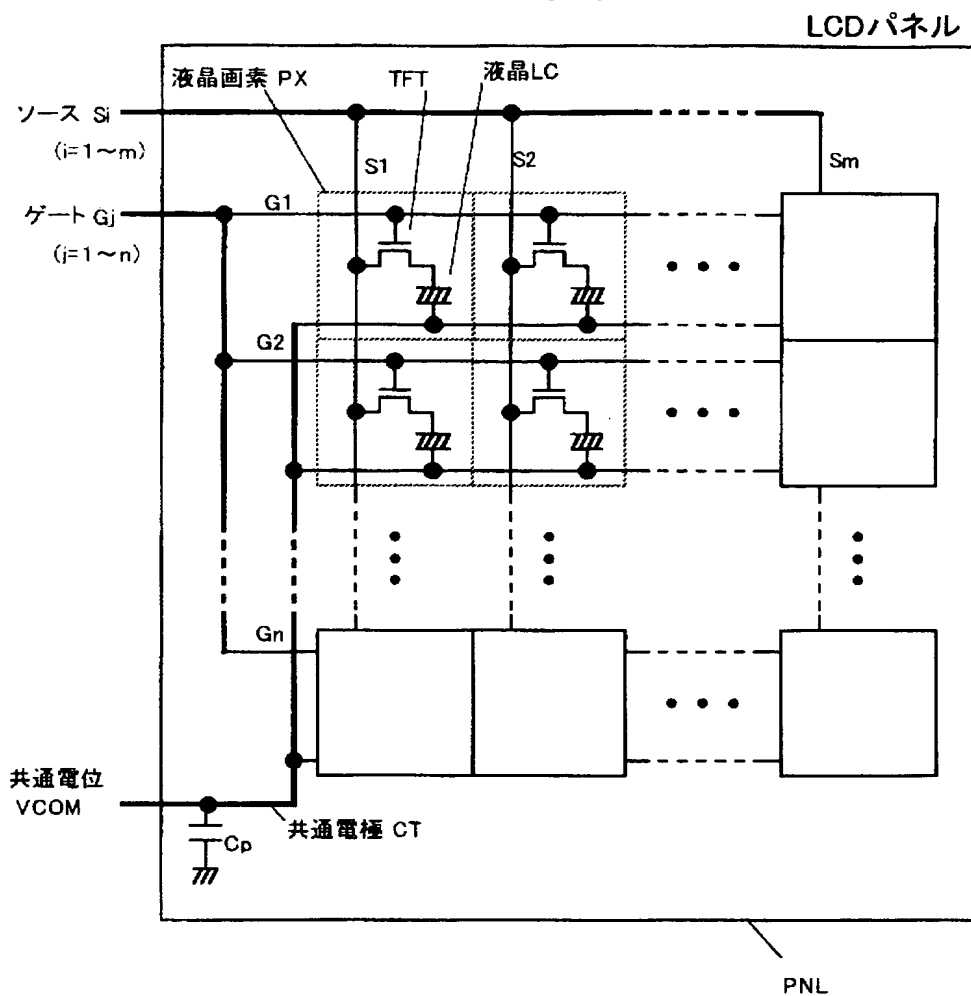 LCDパネル
液晶画素 PX
TFT
液晶LC
ソース Si
(i=1～m)
S1
S2
Sm
ゲート Gj
(j=1～n)
G1
G2
Gn
共通電位
VCOM
共通電極 CT
Cp
PNL